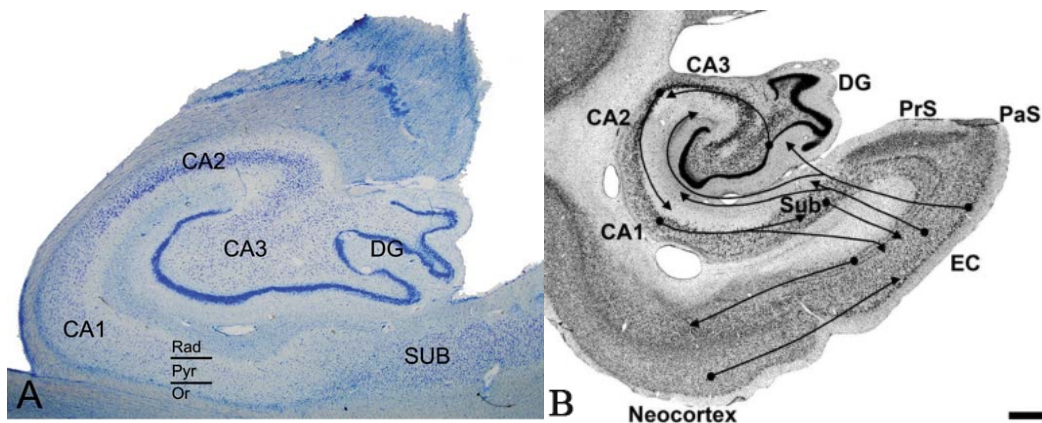 CA2
CA3
DG
CA1
Rad
Pyr
Or
SUB
A
CA3
DG
CA2
PrS
PaS
Sub
CA1
EC
B
Neocortex